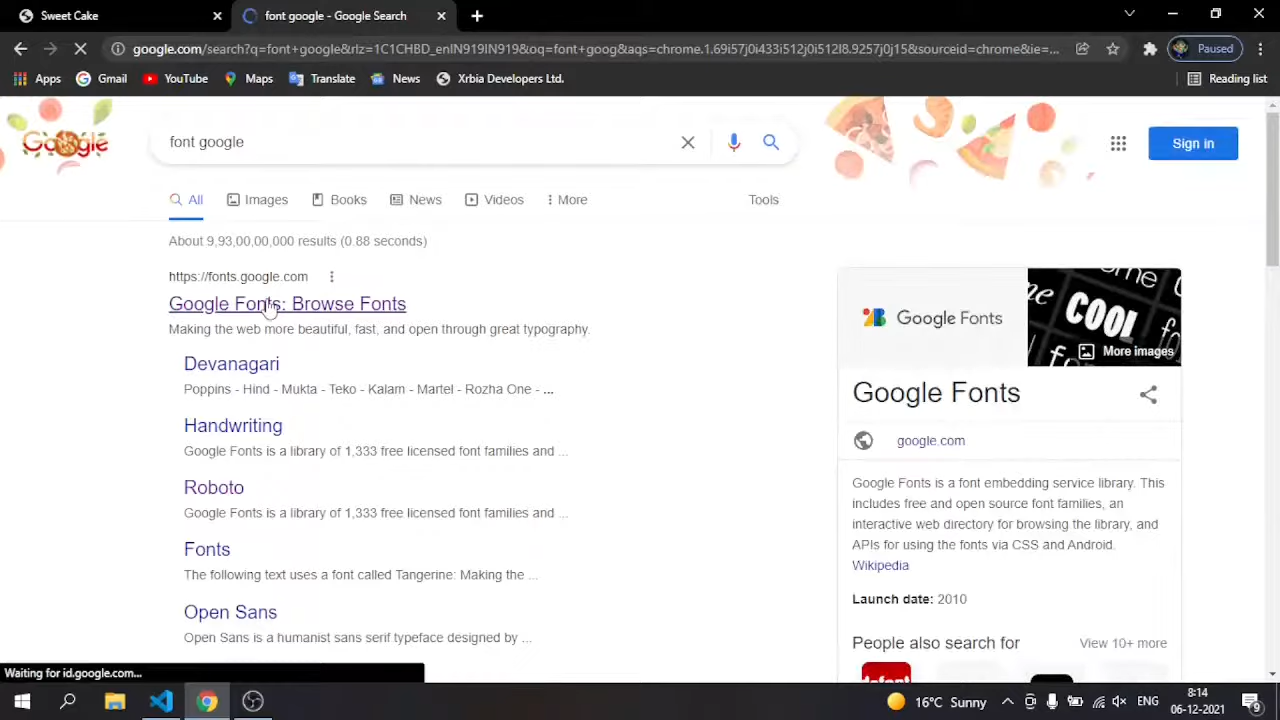 Sweet Cake
font google - Google Search
google.com/search?q=font+google&rlz=1C1CHBD_enIN919IN919&oq=font+goog&aqs=chrome.1.69i57j0i433i512j0i512l8.9257j0j15&sourceid=chrome&ie=...
Paused
Apps
Gmail
YouTube
Maps
Translate
News
Xrbia Developers Ltd.
Reading list
Google
font google
Sign in
All
Images
Books
News
Videos
More
Tools
About 9,93,00,00,000 results (0.88 seconds)
https://fonts.google.com
Google Fonts: Browse Fonts
Making the web more beautiful, fast, and open through great typography.
Devanagari
Poppins - Hind - Mukta - Teko - Kalam - Martel - Rozha One - ...
Handwriting
Google Fonts is a library of 1,333 free licensed font families and ...
Roboto
Google Fonts is a library of 1,333 free licensed font families and ...
Fonts
The following text uses a font called Tangerine: Making the ...
Open Sans
Open Sans is a humanist sans serif typeface designed by ...
Google Fonts
COOL
More images
Google Fonts
google.com
Google Fonts is a font embedding service library. This
includes free and open source font families, an
interactive web directory for browsing the library, and
APIs for using the fonts via CSS and Android.
Wikipedia
Launch date: 2010
People also search for
View 10+ more
Waiting for id.google.com...
16°C Sunny
ENG
8:14
06-12-2021
9